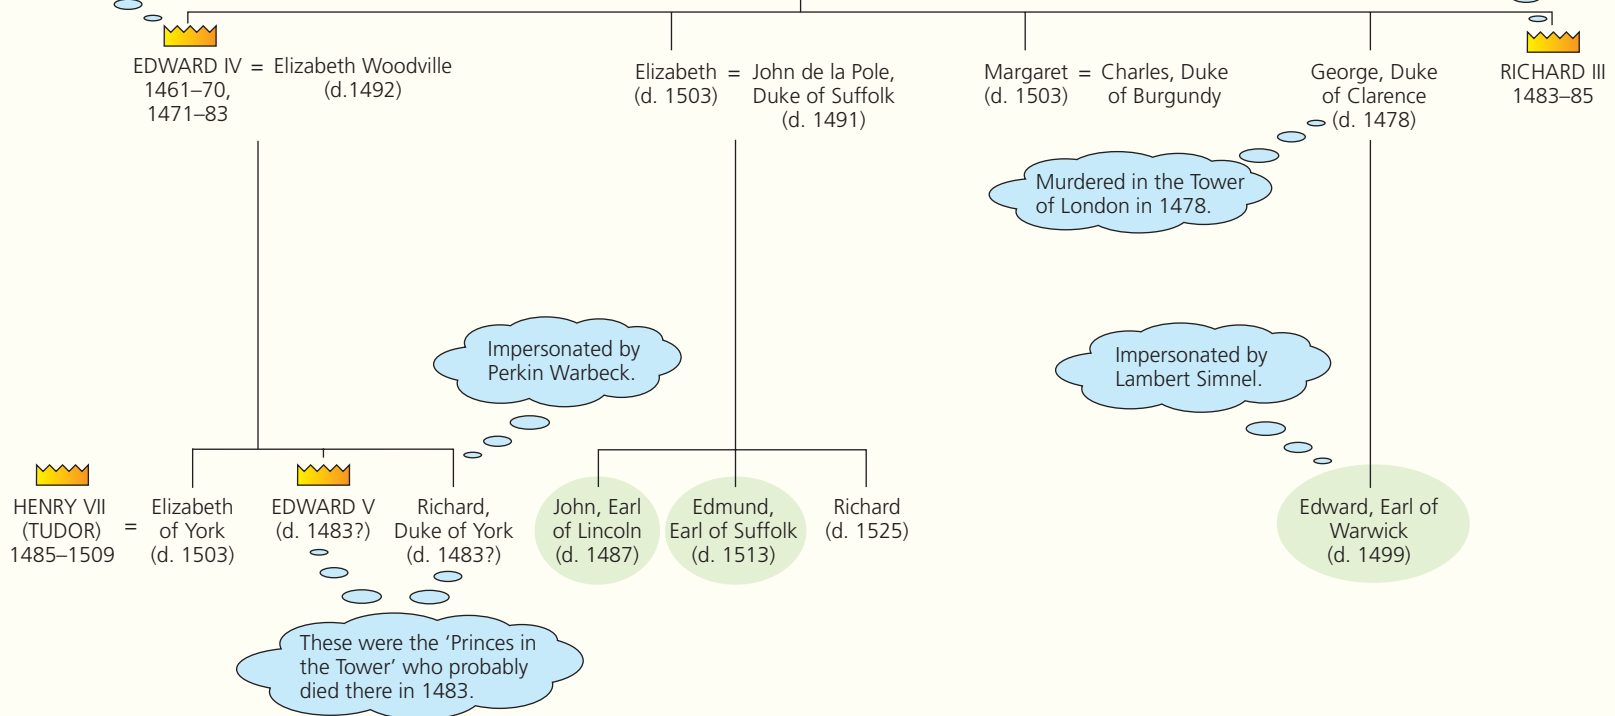 EDWARD IV = Elizabeth Woodville
1461–70, (d.1492)
1471–83
Elizabeth = John de la Pole,
(d. 1503) Duke of Suffolk
(d. 1491)
Margaret = Charles, Duke
(d. 1503) of Burgundy
George, Duke
of Clarence
(d. 1478)
RICHARD III
1483–85
Murdered in the Tower
of London in 1478.
Impersonated by
Perkin Warbeck.
Impersonated by
Lambert Simnel.
HENRY VII
(TUDOR) =
1485–1509
Elizabeth
of York
(d. 1503)
EDWARD V
(d. 1483?)
Richard,
Duke of York
(d. 1483?)
John, Earl
of Lincoln
(d. 1487)
Edmund,
Earl of Suffolk
(d. 1513)
Richard
(d. 1525)
Edward, Earl of
Warwick
(d. 1499)
These were the ‘Princes in
the Tower’ who probably
died there in 1483.